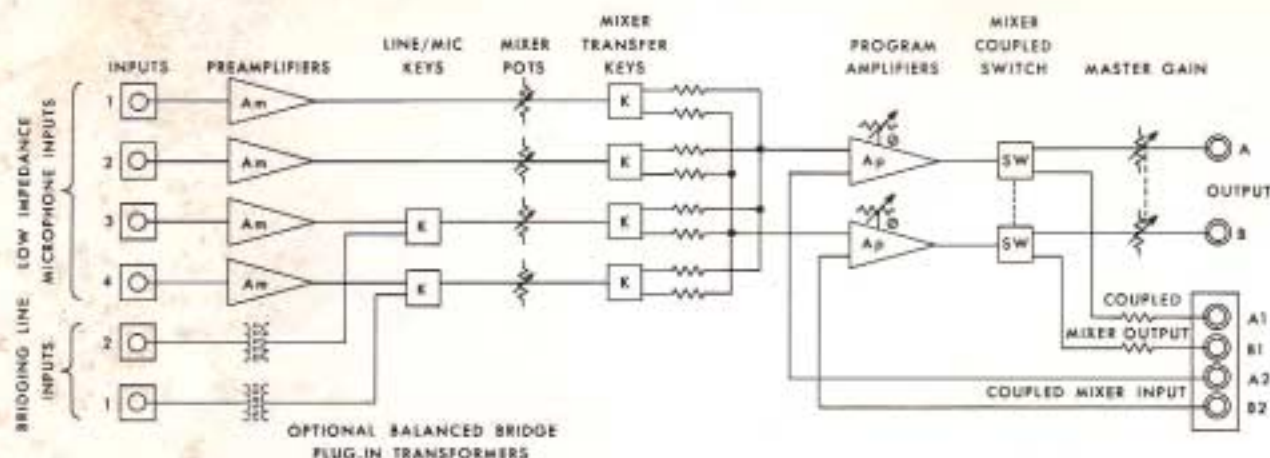 MIXER
TRANSFER
KEYS
LINE/MIC
KEYS
MIXER
POTS
PROGRAM
AMPLIFIERS
MIXER
COUPLED
SWITCH
MASTER GAIN
INPUTS
PREAMPLIFIERS
LOW IMPEDANCE
MICROPHONE INPUTS
1
Am
K
2
Am
K
Ap
SW
A
OUTPUT
3
Am
K
K
Ap
SW
B
4
Am
K
K
BRIDGING LINE
INPUTS
2
1
COUPLED
MIXER OUTPUT
COUPLED MIXER INPUT
A1
B1
A2
B2
OPTIONAL BALANCED BRIDGE
PLUG-IN TRANSFORMERS